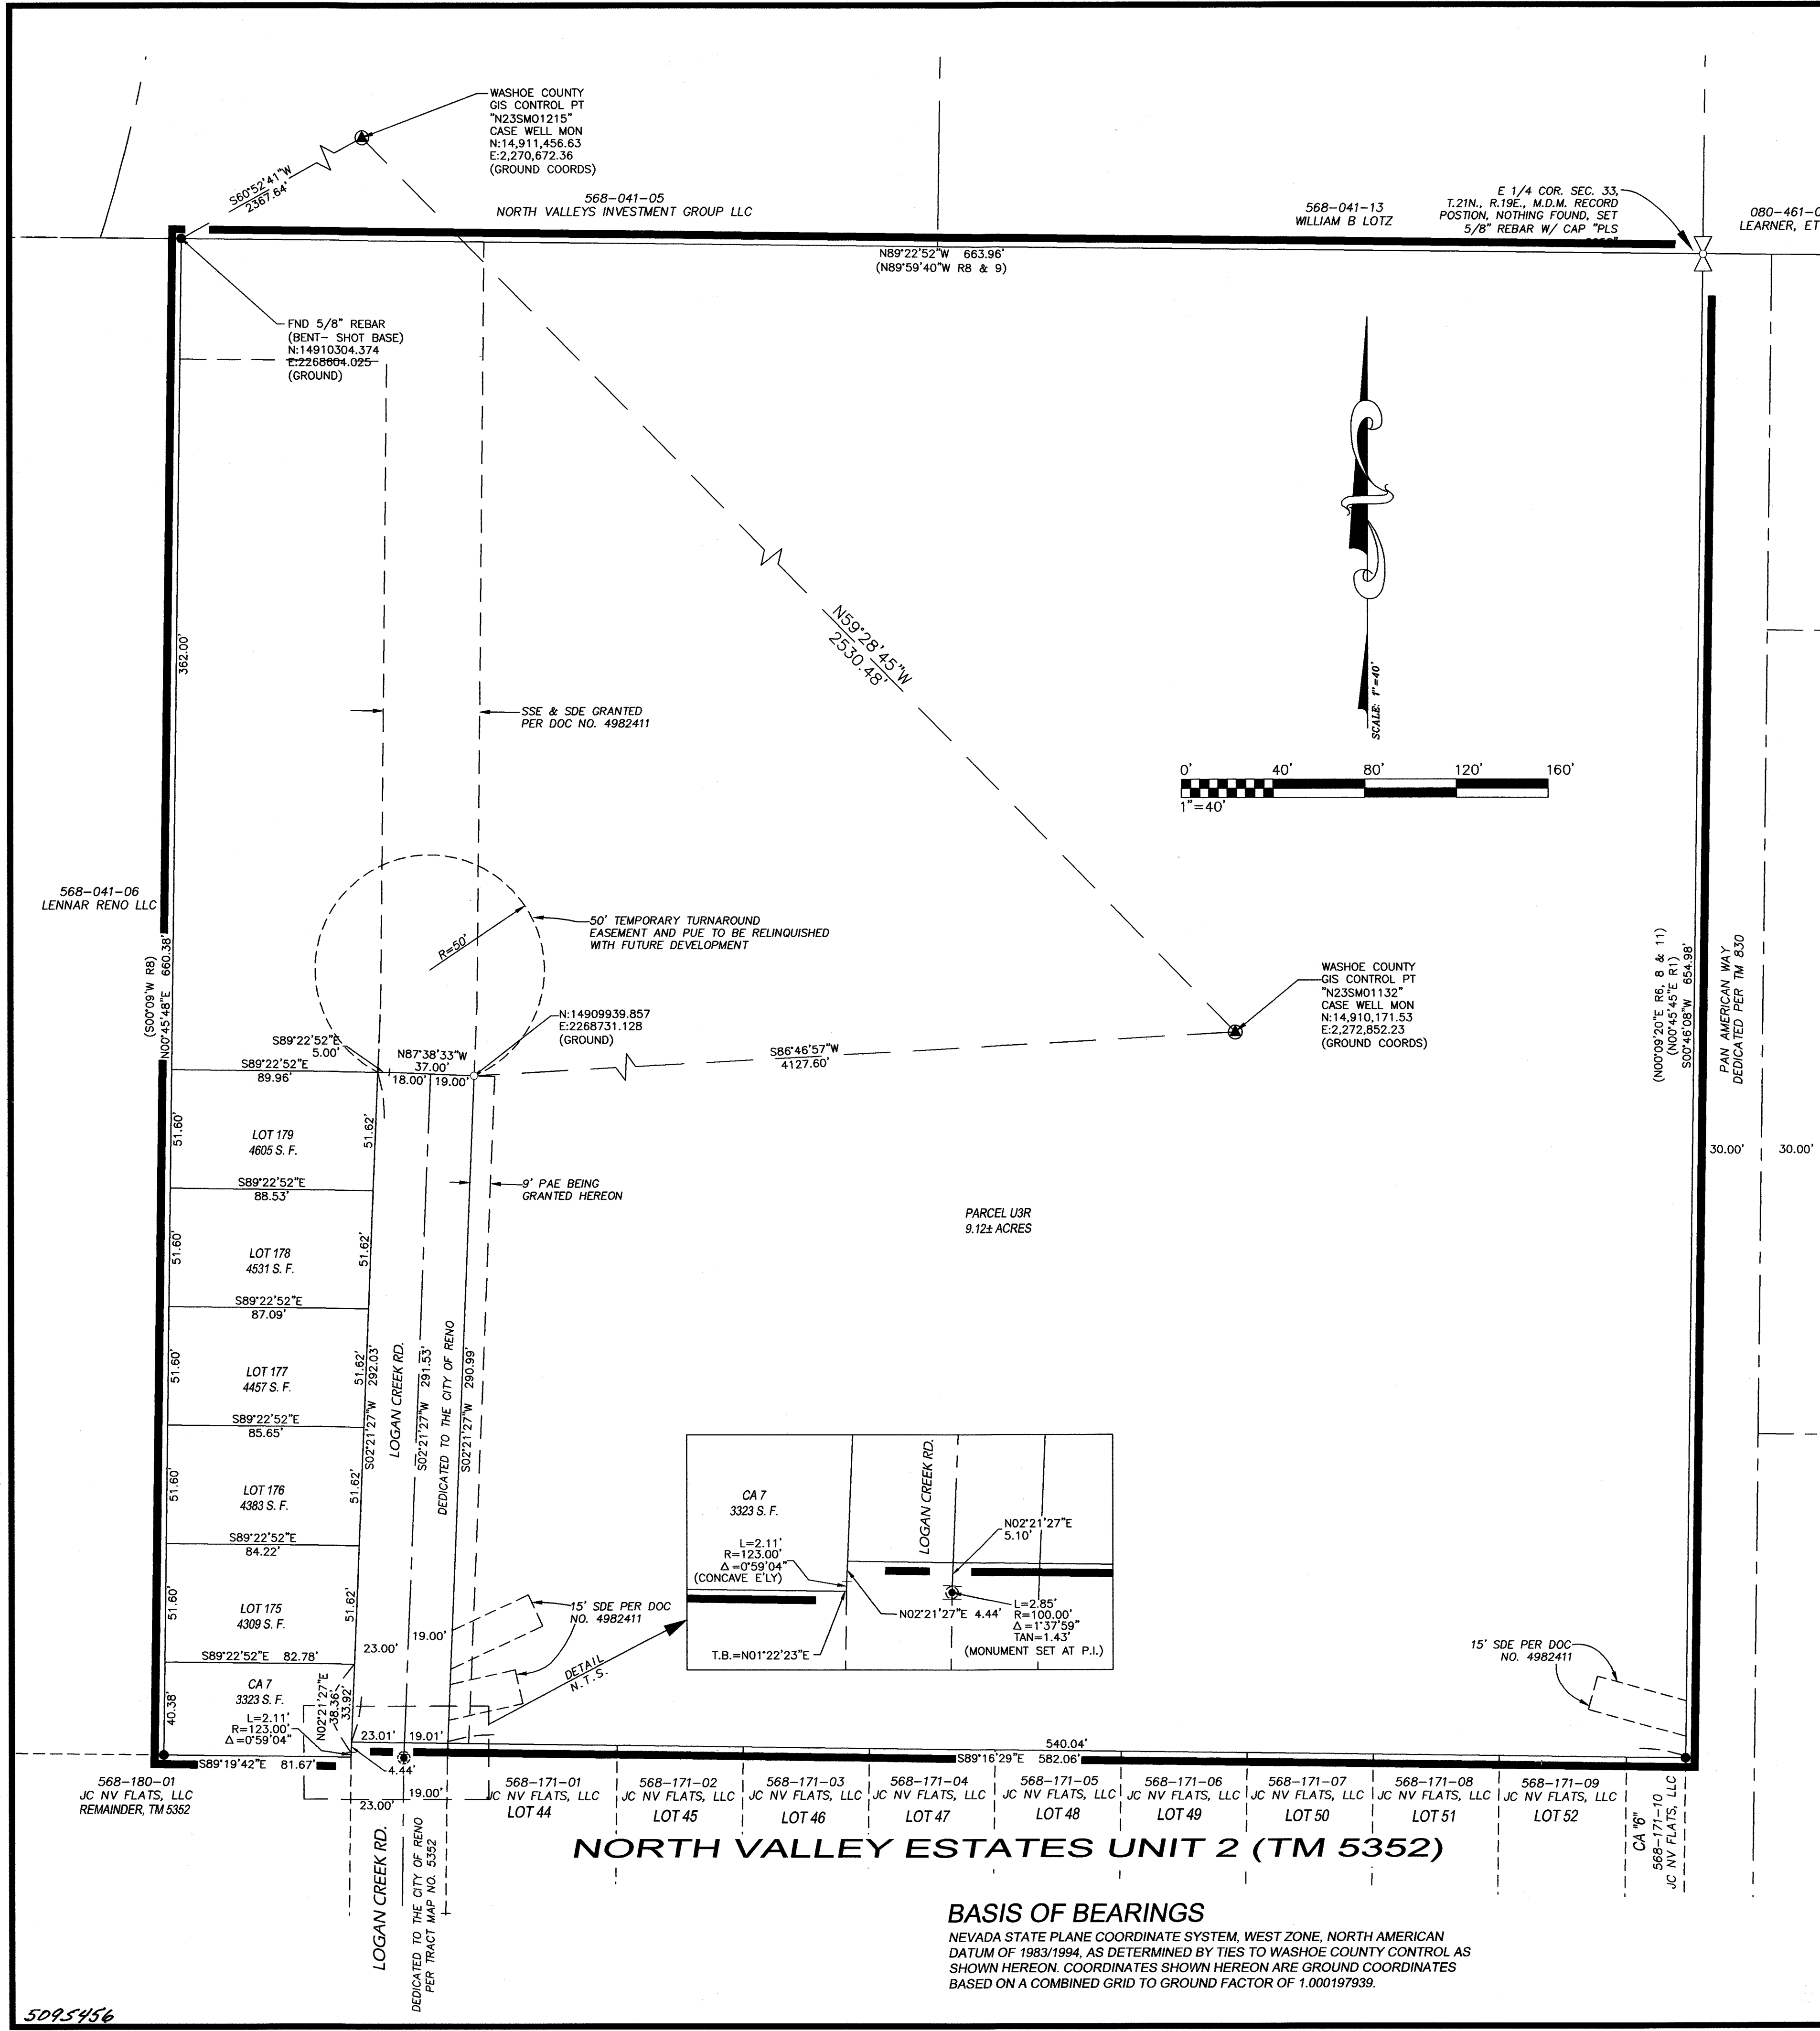 WASHOE COUNTY
GIS CONTROL PT
"N23SM01215"
CASE WELL MON
N:14,911,456.63
E:2,270,672.36
(GROUND COORDS)
S60°52'41"W
2367.64'
568-041-05
NORTH VALLEYS INVESTMENT GROUP LLC
568-041-13
WILLIAM B LOTZ
E 1/4 COR. SEC. 33,
T.21N., R.19E., M.D.M. RECORD
POSTION, NOTHING FOUND, SET
5/8" REBAR W/ CAP "PLS
080-461-0
LEARNER, ET
N89°22'52"W 663.96'
(N89°59'40"W R8 & 9)
FND 5/8" REBAR
(BENT- SHOT BASE)
N:14910304.374
E:2268604.025
(GROUND)
362.00'
SSE & SDE GRANTED
PER DOC NO. 4982411
N59°28'45"W
2530.48'
SCALE: 1"=40'
0' 40' 80' 120' 160'
1"=40'
568-041-06
LENNAR RENO LLC
(S00°09'W R8)
N00°45'48"E 660.38'
R=50'
50' TEMPORARY TURNAROUND
EASEMENT AND PUE TO BE RELINQUISHED
WITH FUTURE DEVELOPMENT
N:14909939.857
E:2268731.128
(GROUND)
WASHOE COUNTY
GIS CONTROL PT
"N23SM01132"
CASE WELL MON
N:14,910,171.53
E:2,272,852.23
(GROUND COORDS)
S86°46'57"W
4127.60'
(N00°09'20"E R6, 8 & 11)
(N00°45'45"E R1)
S00°46'08"W 654.98'
PAN AMERICAN WAY
DEDICATED PER TM 830
30.00' 30.00'
S89°22'52"E
5.00'
N87°38'33"W
37.00'
18.00' 19.00'
S89°22'52"E
89.96'
51.60'
LOT 179
4605 S. F.
51.62'
9' PAE BEING
GRANTED HEREON
S89°22'52"E
88.53'
51.60'
LOT 178
4531 S. F.
51.62'
PARCEL U3R
9.12± ACRES
S89°22'52"E
87.09'
51.60'
LOT 177
4457 S. F.
51.62'
S02°21'27"W 292.03'
LOGAN CREEK RD.
S02°21'27"W 291.53'
DEDICATED TO THE CITY OF RENO
S02°21'27"W 290.99'
S89°22'52"E
85.65'
51.60'
LOT 176
4383 S. F.
51.62'
S89°22'52"E
84.22'
51.60'
LOT 175
4309 S. F.
51.62'
23.00' 19.00'
15' SDE PER DOC
NO. 4982411
S89°22'52"E 82.78'
CA 7
3323 S. F.
40.38'
L=2.11'
R=123.00'
Δ=0°59'04"
N02°21'27"E
38.36'
33.92'
DETAIL
N.T.S.
CA 7
3323 S. F.
LOGAN CREEK RD.
N02°21'27"E
5.10'
L=2.11'
R=123.00'
Δ=0°59'04"
(CONCAVE E'LY)
N02°21'27"E 4.44'
L=2.85'
R=100.00'
Δ=1°37'59"
TAN=1.43'
(MONUMENT SET AT P.I.)
T.B.=N01°22'23"E
15' SDE PER DOC
NO. 4982411
23.01' 19.01'
540.04'
S89°19'42"E 81.67'
4.44'
S89°16'29"E 582.06'
19.00'
23.00'
568-180-01
JC NV FLATS, LLC
REMAINDER, TM 5352
568-171-01
JC NV FLATS, LLC
LOT 44
568-171-02
JC NV FLATS, LLC
LOT 45
568-171-03
JC NV FLATS, LLC
LOT 46
568-171-04
JC NV FLATS, LLC
LOT 47
568-171-05
JC NV FLATS, LLC
LOT 48
568-171-06
JC NV FLATS, LLC
LOT 49
568-171-07
JC NV FLATS, LLC
LOT 50
568-171-08
JC NV FLATS, LLC
LOT 51
568-171-09
JC NV FLATS, LLC
LOT 52
CA "6"
568-171-10
JC NV FLATS, LLC
NORTH VALLEY ESTATES UNIT 2 (TM 5352)
LOGAN CREEK RD.
DEDICATED TO THE CITY OF RENO
PER TRACT MAP NO. 5352
BASIS OF BEARINGS
NEVADA STATE PLANE COORDINATE SYSTEM, WEST ZONE, NORTH AMERICAN
DATUM OF 1983/1994, AS DETERMINED BY TIES TO WASHOE COUNTY CONTROL AS
SHOWN HEREON. COORDINATES SHOWN HEREON ARE GROUND COORDINATES
BASED ON A COMBINED GRID TO GROUND FACTOR OF 1.000197939.
5095456